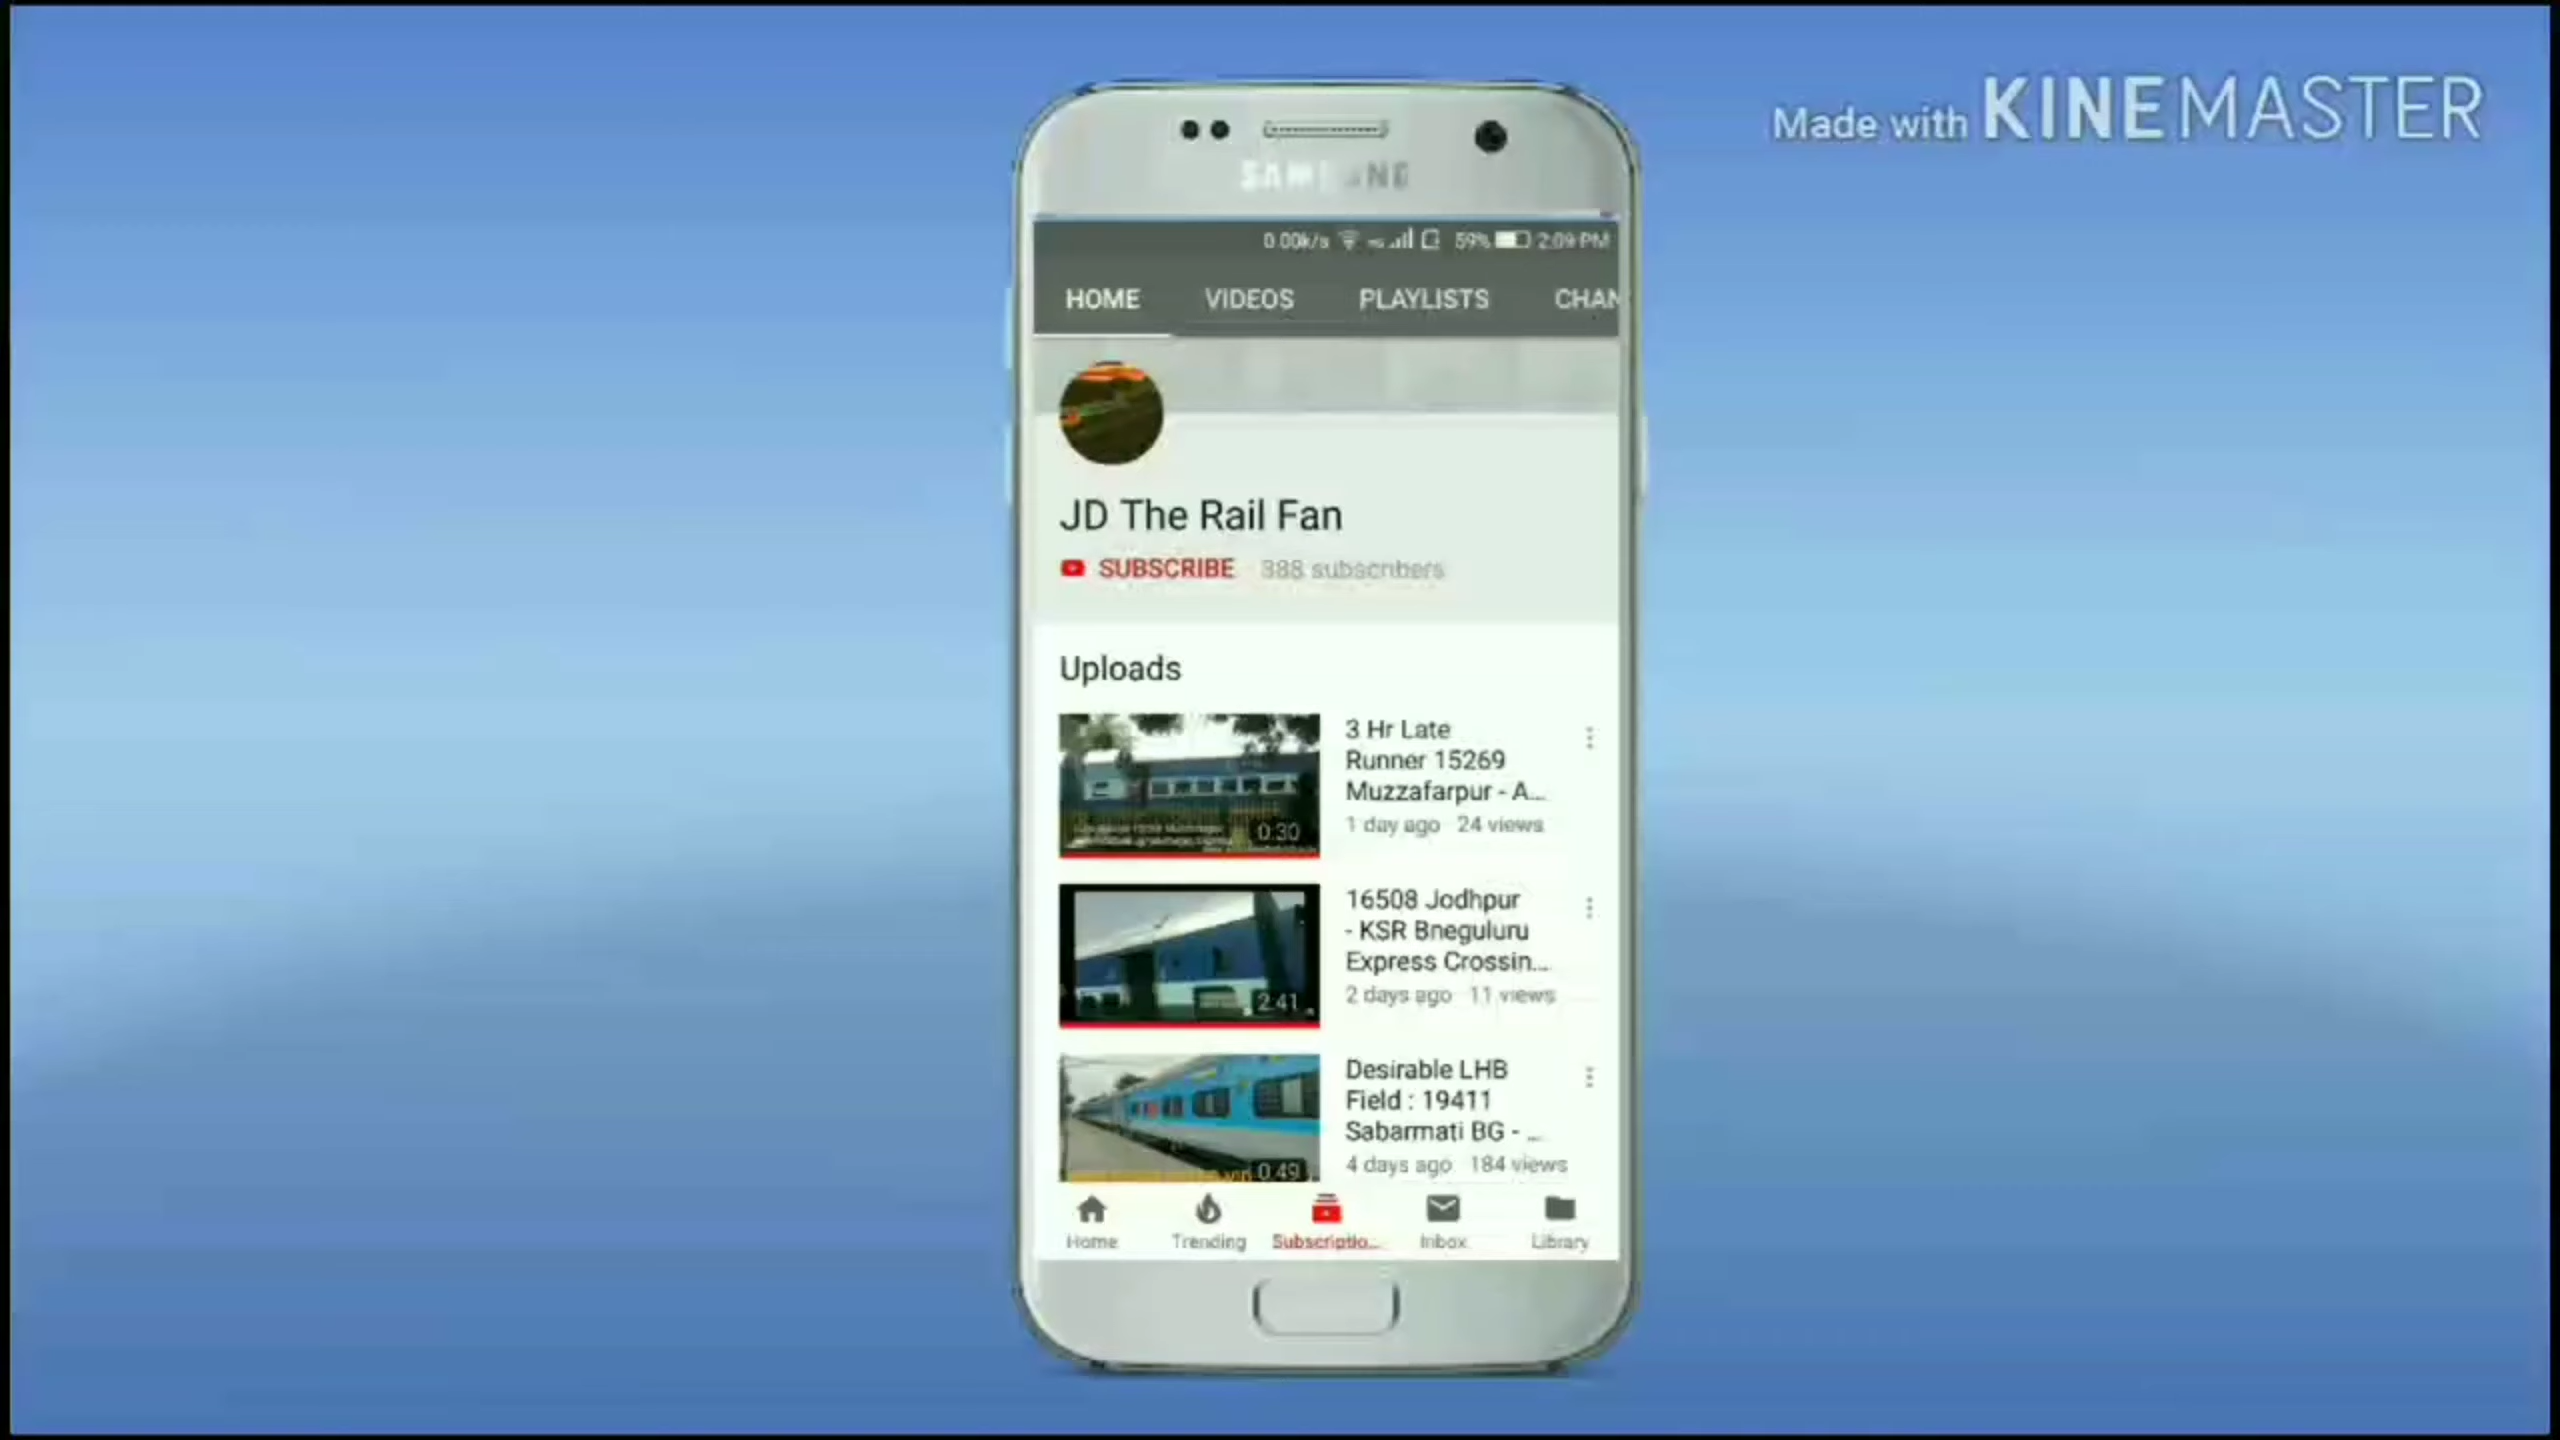 Made with KINEMASTER
SAMSUNG
0.00k/s 59% 2:09 PM
HOME VIDEOS PLAYLISTS CHAN
JD The Rail Fan
SUBSCRIBE 388 subscribers
Uploads
3 Hr Late
Runner 15269
Muzzafarpur - A...
1 day ago 24 views
0:30
16508 Jodhpur
- KSR Bneguluru
Express Crossin...
2 days ago 11 views
2:41
Desirable LHB
Field : 19411
Sabarmati BG - ...
4 days ago 184 views
0:49
Home Trending Subscriptio... Inbox Library